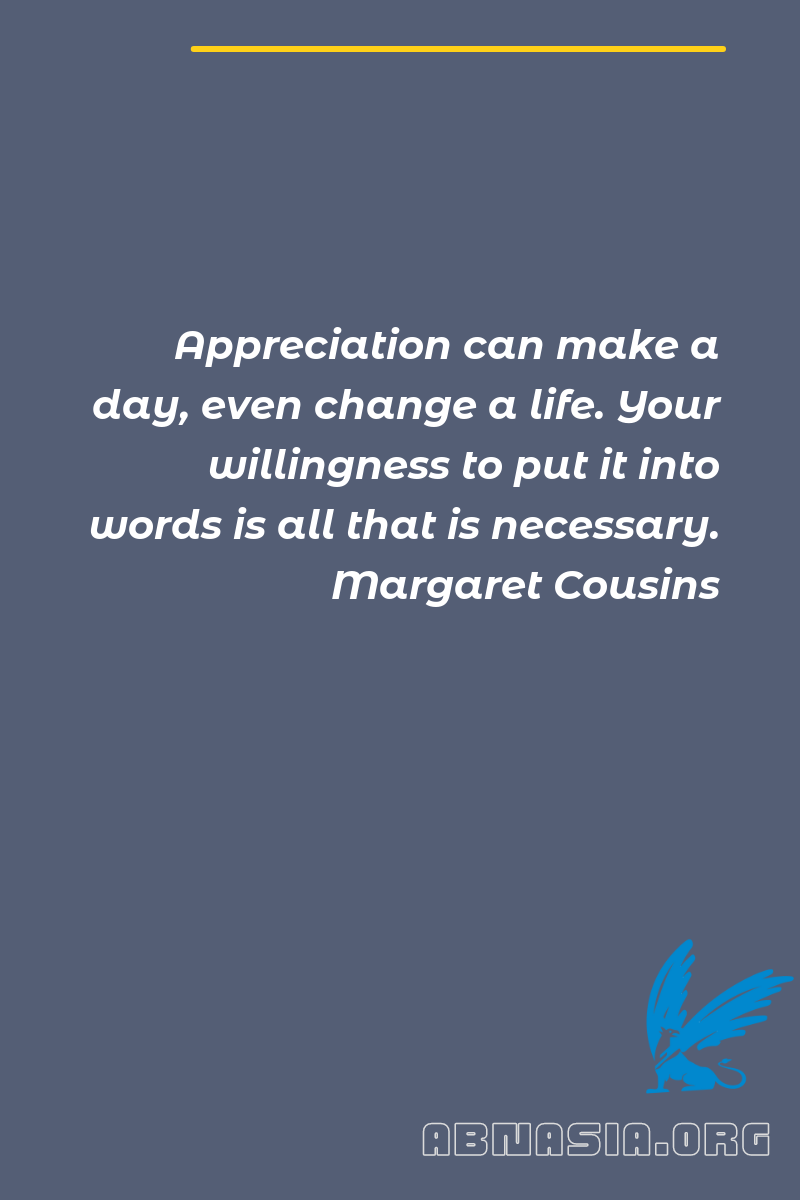 Appreciation can make a
day, even change a life. Your
willingness to put it into
words is all that is necessary.
Margaret Cousins
ABNASIA.ORG